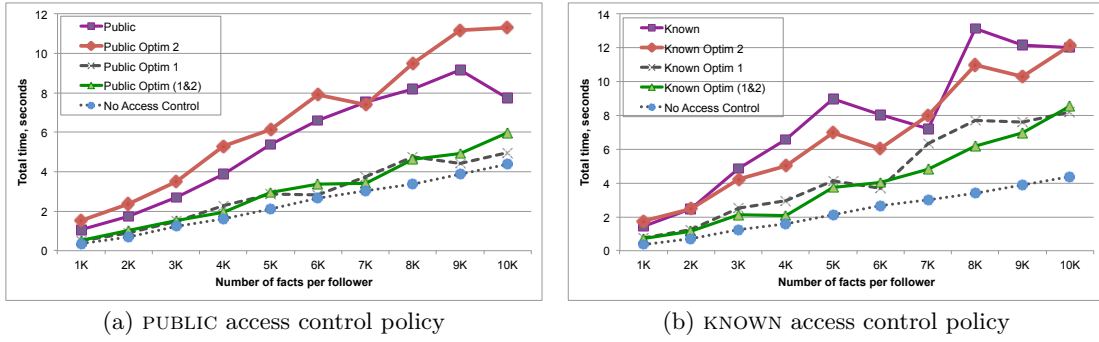 Total time, seconds
12
10
8
6
4
2
0
Public
Public Optim 2
Public Optim 1
Public Optim (1&2)
No Access Control
1K 2K 3K 4K 5K 6K 7K 8K 9K 10K
Number of facts per follower
(a) PUBLIC access control policy
Total time, seconds
14
12
10
8
6
4
2
0
Known
Known Optim 2
Known Optim 1
Known Optim (1&2)
No Access Control
1K 2K 3K 4K 5K 6K 7K 8K 9K 10K
Number of facts per follower
(b) KNOWN access control policy